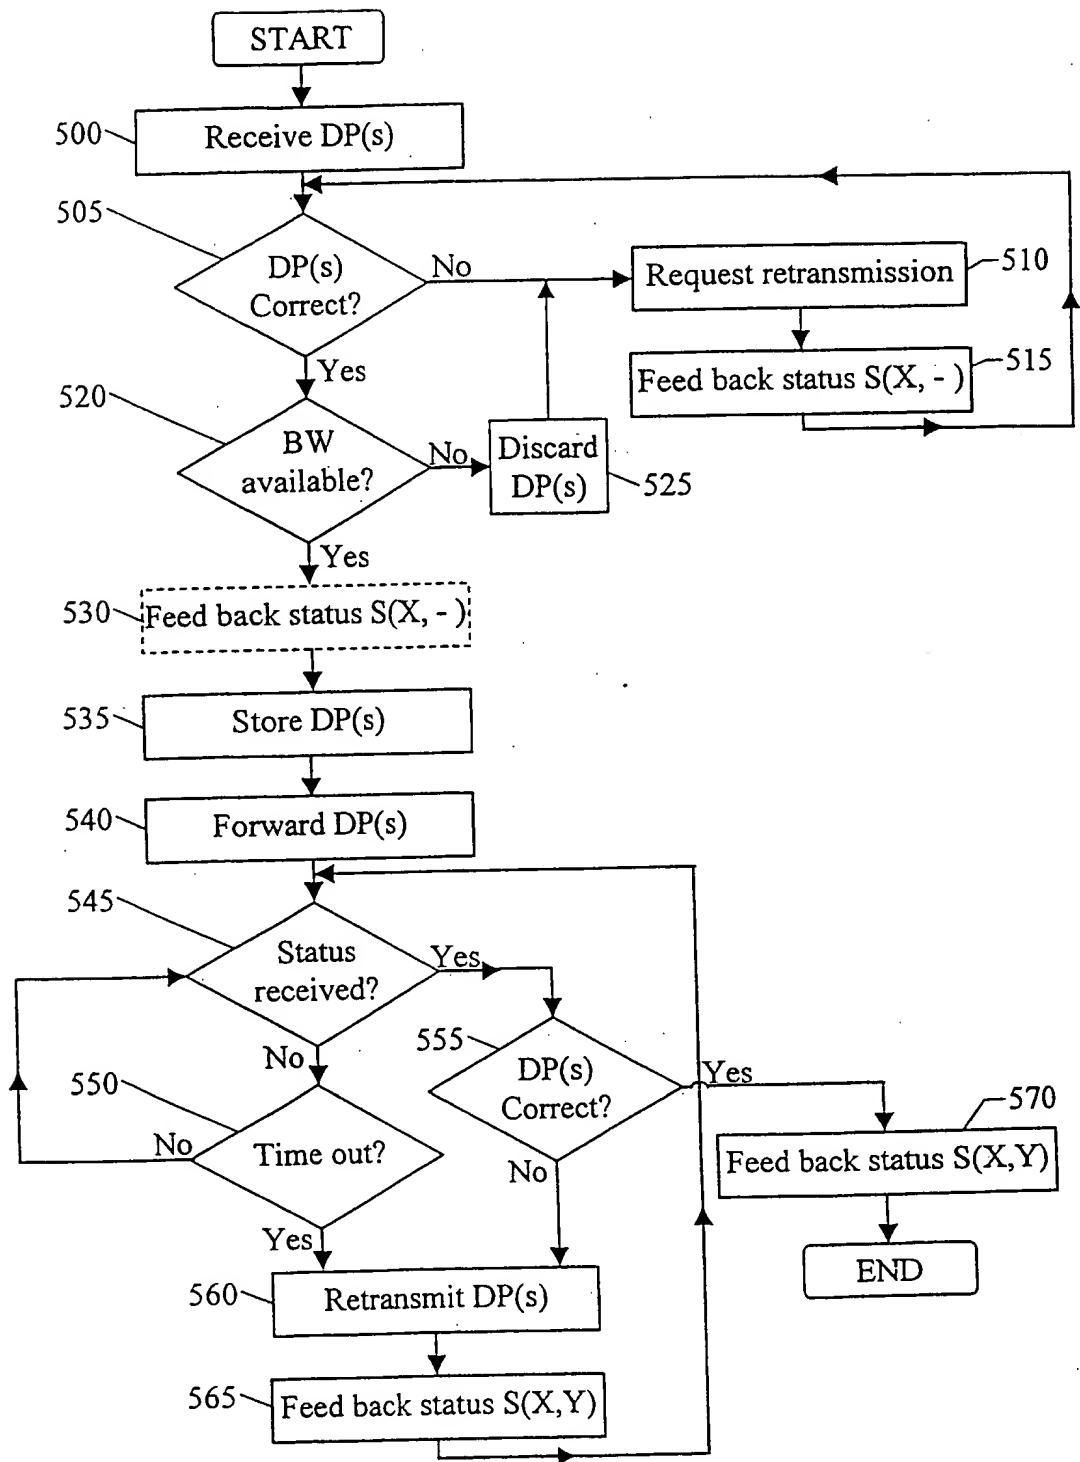 START
500
Receive DP(s)
505
DP(s)
Correct?
No
Request retransmission
510
Yes
Feed back status S(X, - )
515
520
BW
available?
No
Discard
DP(s)
525
Yes
530
Feed back status S(X, - )
535
Store DP(s)
540
Forward DP(s)
545
Status
received?
Yes
No
555
DP(s)
Correct?
Yes
550
Time out?
No
No
570
Feed back status S(X,Y)
Yes
END
560
Retransmit DP(s)
565
Feed back status S(X,Y)